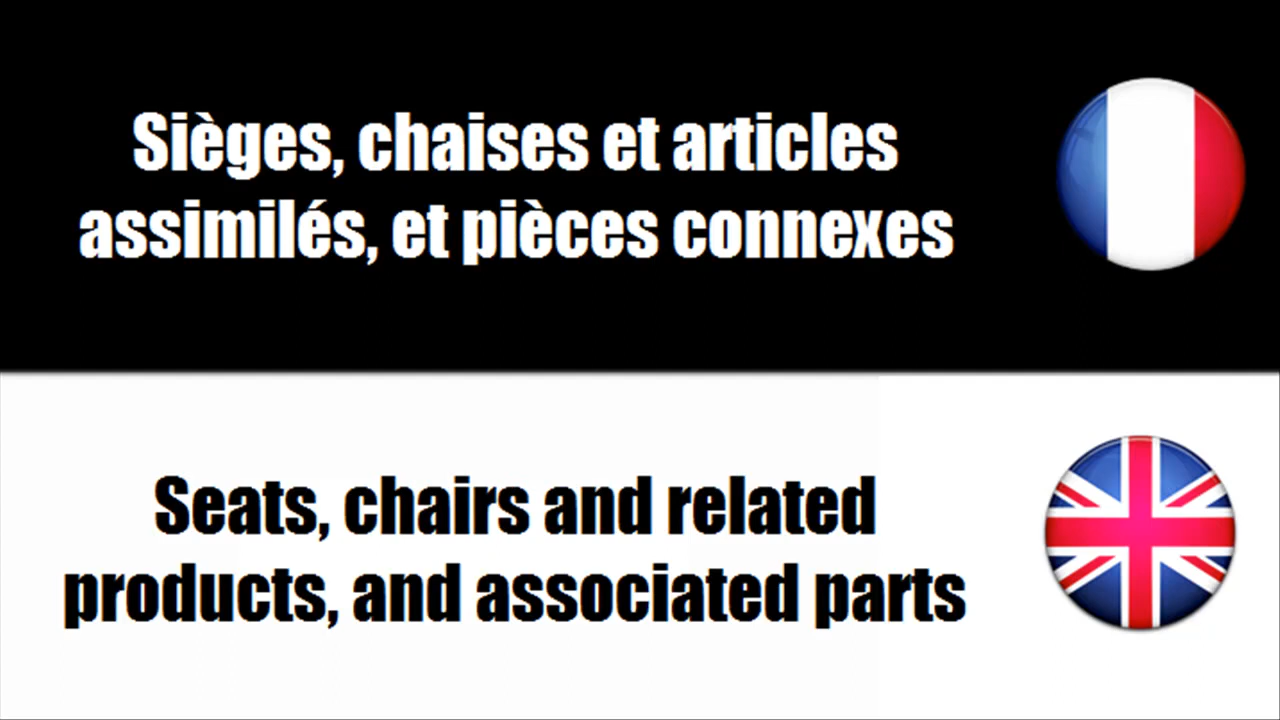 Sièges, chaises et articles
assimilés, et pièces connexes
Seats, chairs and related
products, and associated parts